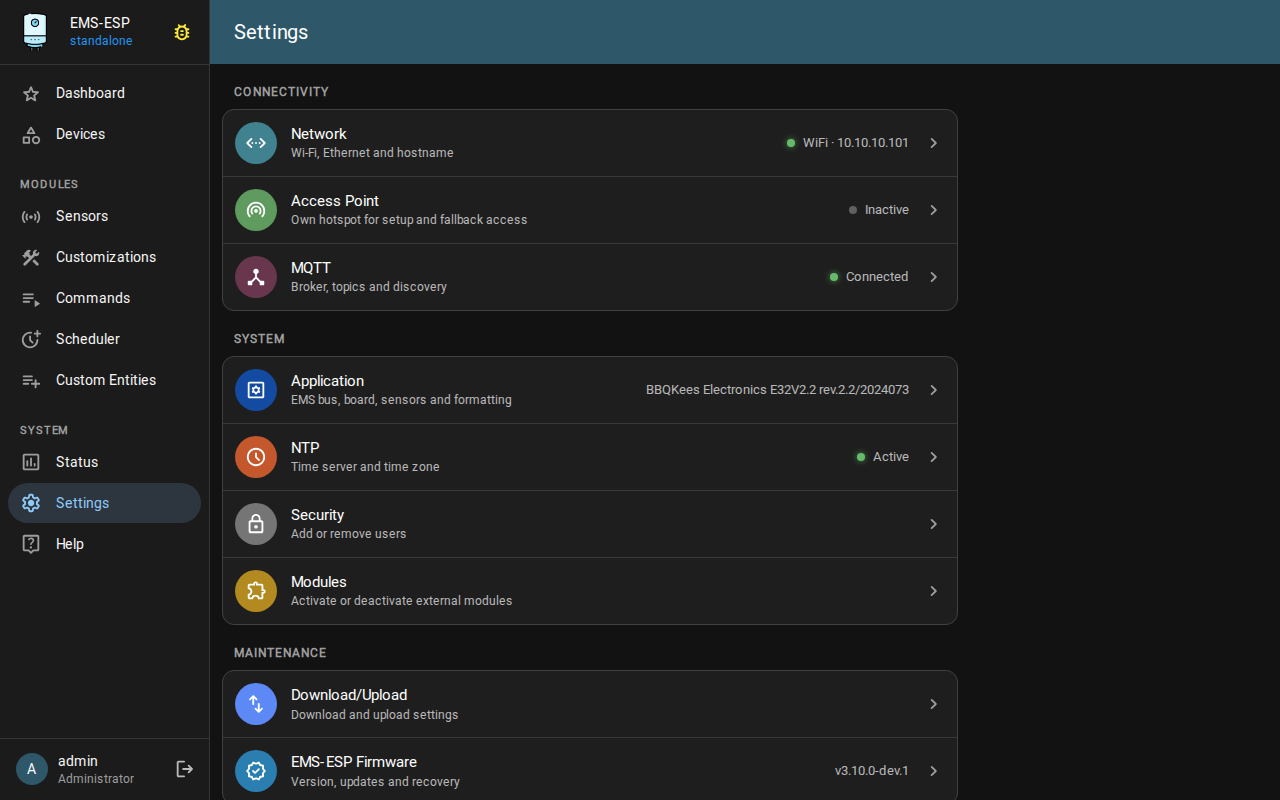 EMS-ESP
standalone
Dashboard
Devices
MODULES
Sensors
Customizations
Commands
Scheduler
Custom Entities
SYSTEM
Status
Settings
Help
A
admin
Administrator
Settings
CONNECTIVITY
Network
Wi-Fi, Ethernet and hostname
WiFi · 10.10.10.101
Access Point
Own hotspot for setup and fallback access
Inactive
MQTT
Broker, topics and discovery
Connected
SYSTEM
Application
EMS bus, board, sensors and formatting
BBQKees Electronics E32V2.2 rev.2.2/2024073
NTP
Time server and time zone
Active
Security
Add or remove users
Modules
Activate or deactivate external modules
MAINTENANCE
Download/Upload
Download and upload settings
EMS-ESP Firmware
Version, updates and recovery
v3.10.0-dev.1